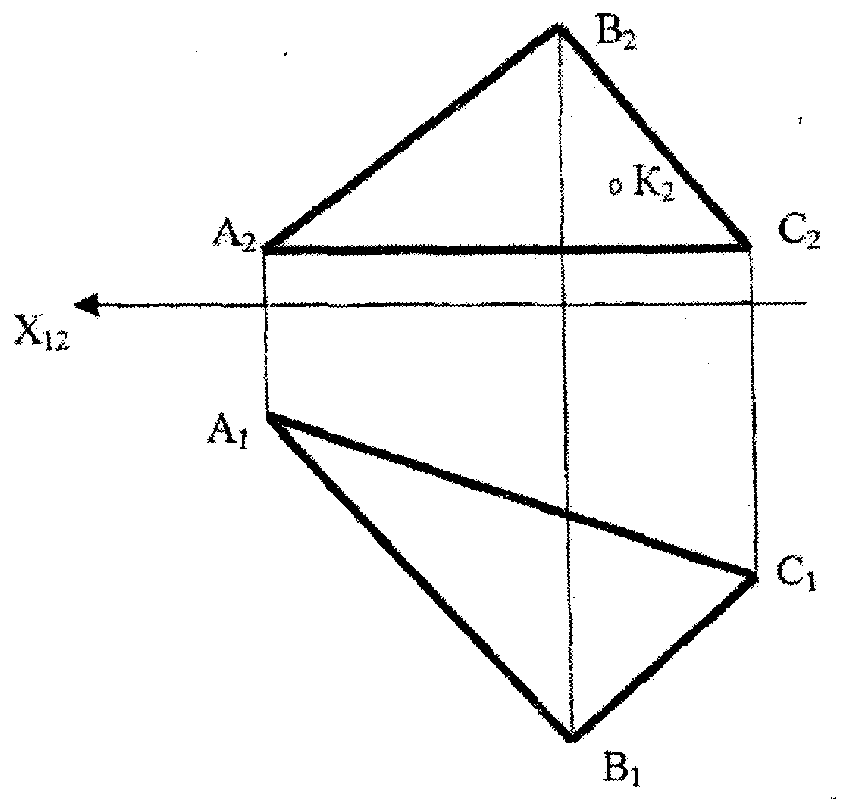 B₂
K₂
A₂
C₂
X₁₂
A₁
C₁
B₁